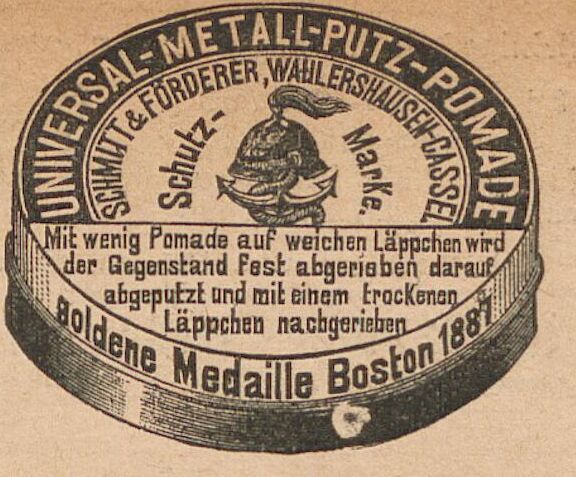 UNIVERSAL-METALL-PUTZ-POMADE
SCHMITT & FÖRDERER, WAHLERSHAUSEN-CASSEL
Schutz-Marke.
Mit wenig Pomade auf weichen Läppchen wird
der Gegenstand fest abgerieben darauf
abgeputzt und mit einem trockenen
Läppchen nachgerieben
goldene Medaille Boston 1887